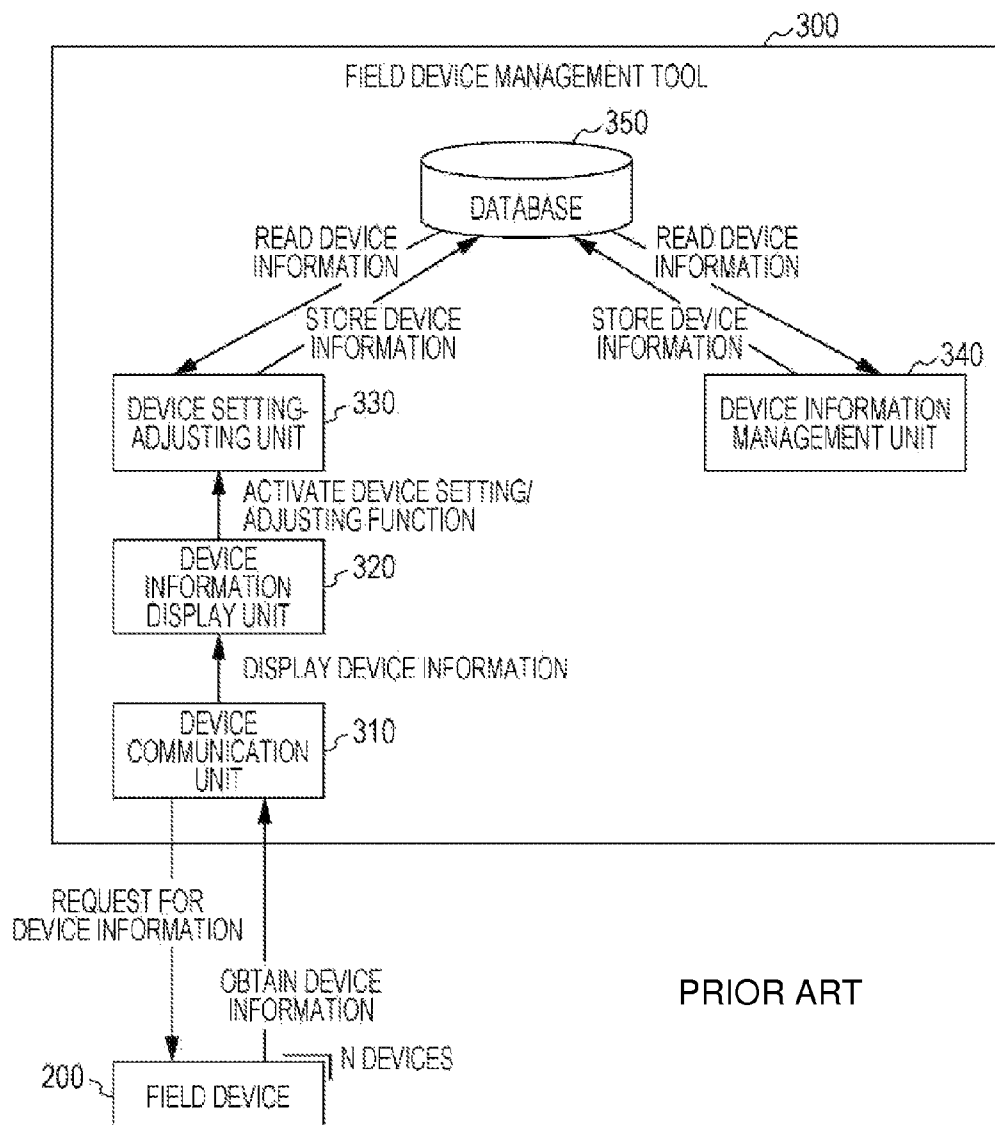 300
FIELD DEVICE MANAGEMENT TOOL
350
DATABASE
READ DEVICE
INFORMATION
READ DEVICE
INFORMATION
STORE DEVICE
INFORMATION
STORE DEVICE
INFORMATION
340
DEVICE SETTING-
ADJUSTING UNIT
330
DEVICE INFORMATION
MANAGEMENT UNIT
ACTIVATE DEVICE SETTING/
ADJUSTING FUNCTION
DEVICE
INFORMATION
DISPLAY UNIT
320
DISPLAY DEVICE INFORMATION
DEVICE
COMMUNICATION
UNIT
310
REQUEST FOR
DEVICE INFORMATION
OBTAIN DEVICE
INFORMATION
PRIOR ART
N DEVICES
200
FIELD DEVICE